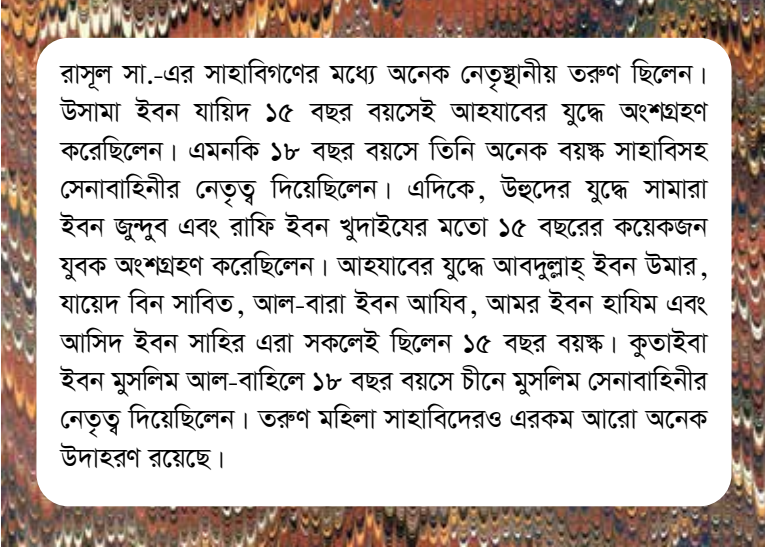 রাসূল সা.-এর সাহাবিগণের মধ্যে অনেক নেতৃস্থানীয় তরুণ ছিলেন।
উসামা ইবন যায়িদ ১৫ বছর বয়সেই আহযাবের যুদ্ধে অংশগ্রহণ
করেছিলেন। এমনকি ১৮ বছর বয়সে তিনি অনেক বয়স্ক সাহাবিসহ
সেনাবাহিনীর নেতৃত্ব দিয়েছিলেন। এদিকে, উহুদের যুদ্ধে সামারা
ইবন জুন্দুব এবং রাফি ইবন খুদাইযের মতো ১৫ বছরের কয়েকজন
যুবক অংশগ্রহণ করেছিলেন। আহযাবের যুদ্ধে আবদুল্লাহ্ ইবন উমার,
যায়েদ বিন সাবিত, আল-বারা ইবন আযিব, আমর ইবন হাযিম এবং
আসিদ ইবন সাহির এরা সকলেই ছিলেন ১৫ বছর বয়স্ক। কুতাইবা
ইবন মুসলিম আল-বাহিলে ১৮ বছর বয়সে চীনে মুসলিম সেনাবাহিনীর
নেতৃত্ব দিয়েছিলেন। তরুণ মহিলা সাহাবিদেরও এরকম আরো অনেক
উদাহরণ রয়েছে।